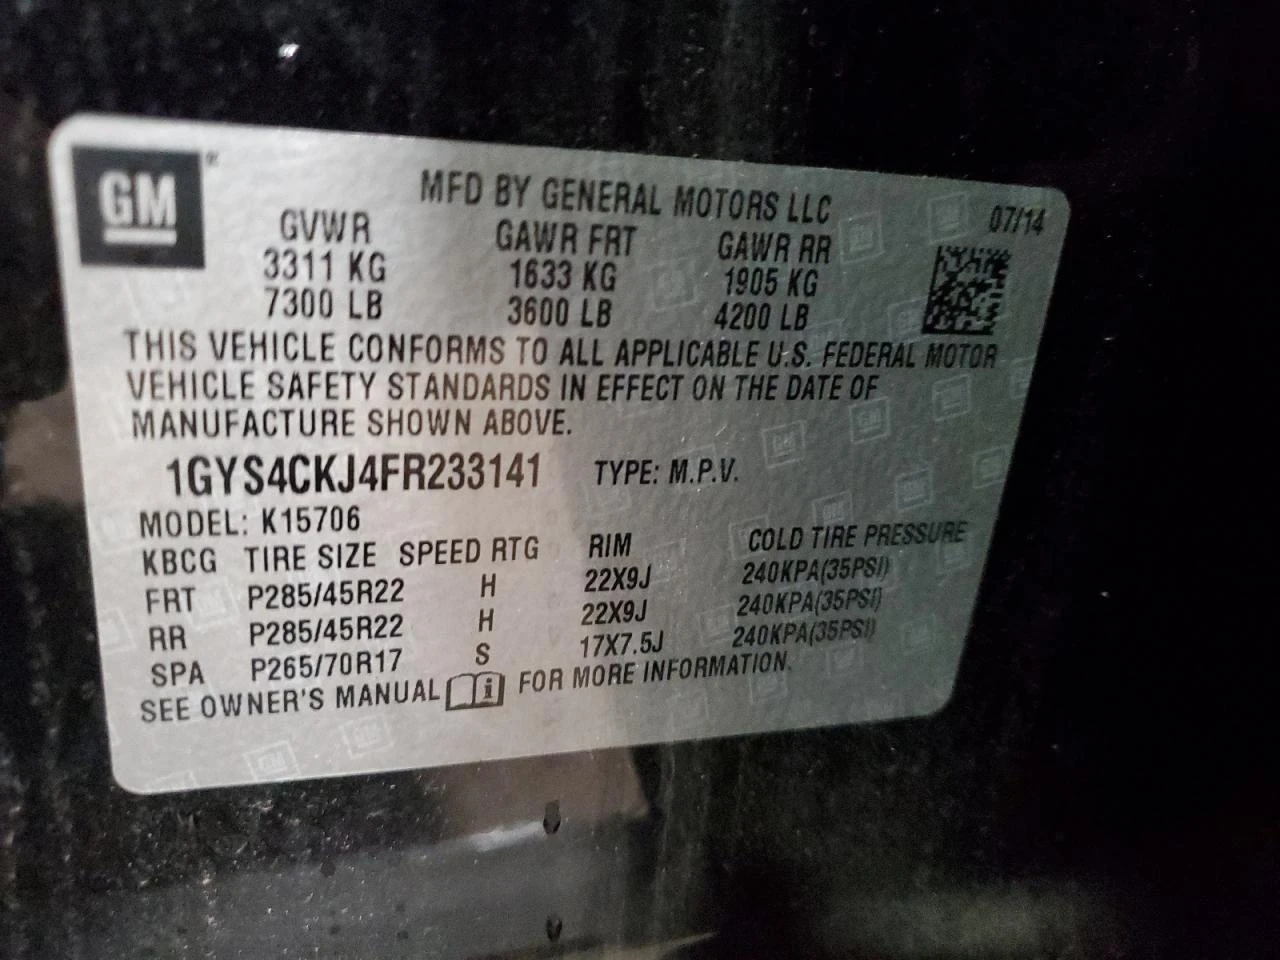 GM ®
MFD BY GENERAL MOTORS LLC
07/14
GVWR GAWR FRT GAWR RR
3311 KG 1633 KG 1905 KG
7300 LB 3600 LB 4200 LB
THIS VEHICLE CONFORMS TO ALL APPLICABLE U.S. FEDERAL MOTOR
VEHICLE SAFETY STANDARDS IN EFFECT ON THE DATE OF
MANUFACTURE SHOWN ABOVE.
1GYS4CKJ4FR233141 TYPE: M.P.V.
MODEL: K15706
KBCG TIRE SIZE SPEED RTG RIM COLD TIRE PRESSURE
FRT P285/45R22 H 22X9J 240KPA(35PSI)
RR P285/45R22 H 22X9J 240KPA(35PSI)
SPA P265/70R17 S 17X7.5J 240KPA(35PSI)
SEE OWNER'S MANUAL i FOR MORE INFORMATION.